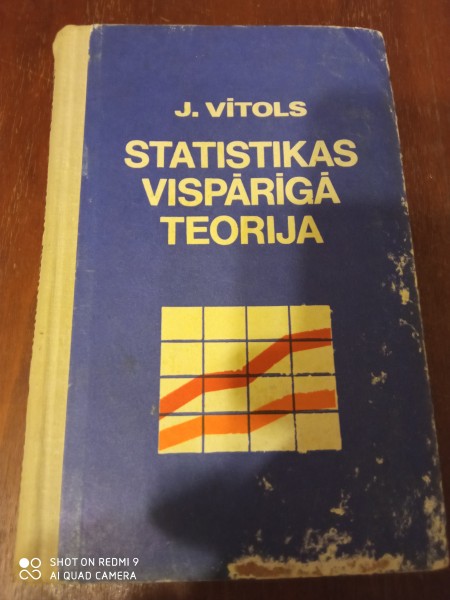 J. VĪTOLS
STATISTIKAS
VISPĀRĪGĀ
TEORIJA
SHOT ON REDMI 9
AI QUAD CAMERA